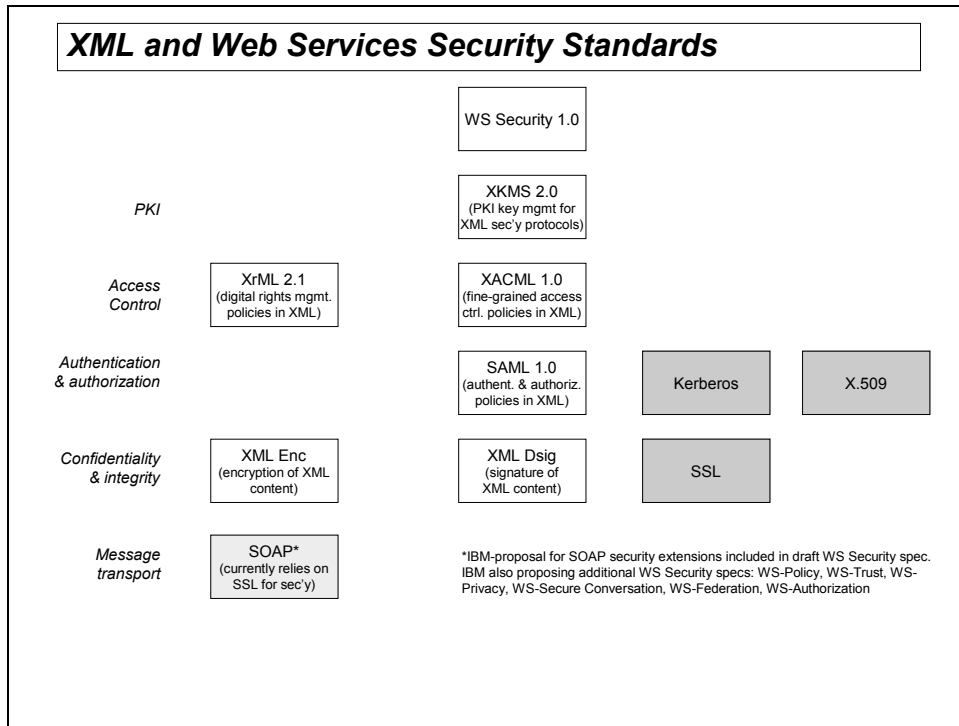 XML and Web Services Security Standards
WS Security 1.0
PKI
XKMS 2.0
(PKI key mgmt for
XML sec'y protocols)
Access
Control
XrML 2.1
(digital rights mgmt.
policies in XML)
XACML 1.0
(fine-grained access
ctrl. policies in XML)
Authentication
& authorization
SAML 1.0
(authent. & authoriz.
policies in XML)
Kerberos
X.509
Confidentiality
& integrity
XML Enc
(encryption of XML
content)
XML Dsig
(signature of
XML content)
SSL
Message
transport
SOAP*
(currently relies on
SSL for sec'y)
*IBM-proposal for SOAP security extensions included in draft WS Security spec.
IBM also proposing additional WS Security specs: WS-Policy, WS-Trust, WS-
Privacy, WS-Secure Conversation, WS-Federation, WS-Authorization